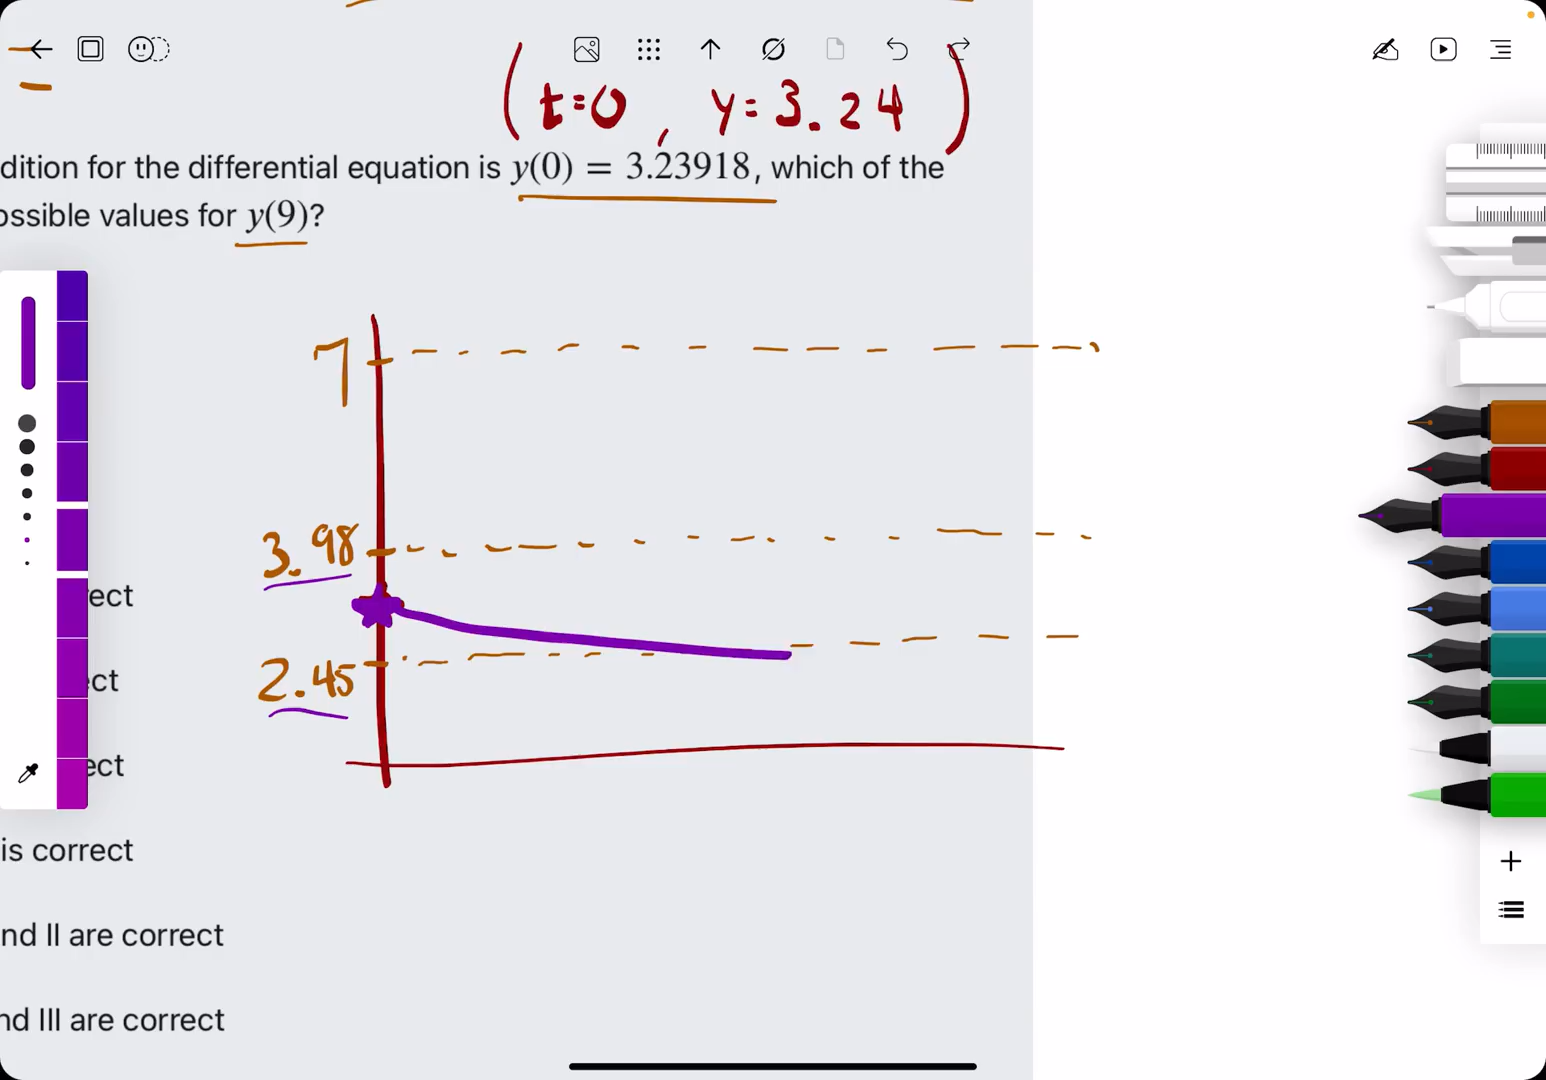 (t=0, y=3.24)
dition for the differential equation is y(0) = 3.23918, which of the
ossible values for y(9)?
7
3.98
2.45
rect
ect
ect
is correct
nd II are correct
nd III are correct